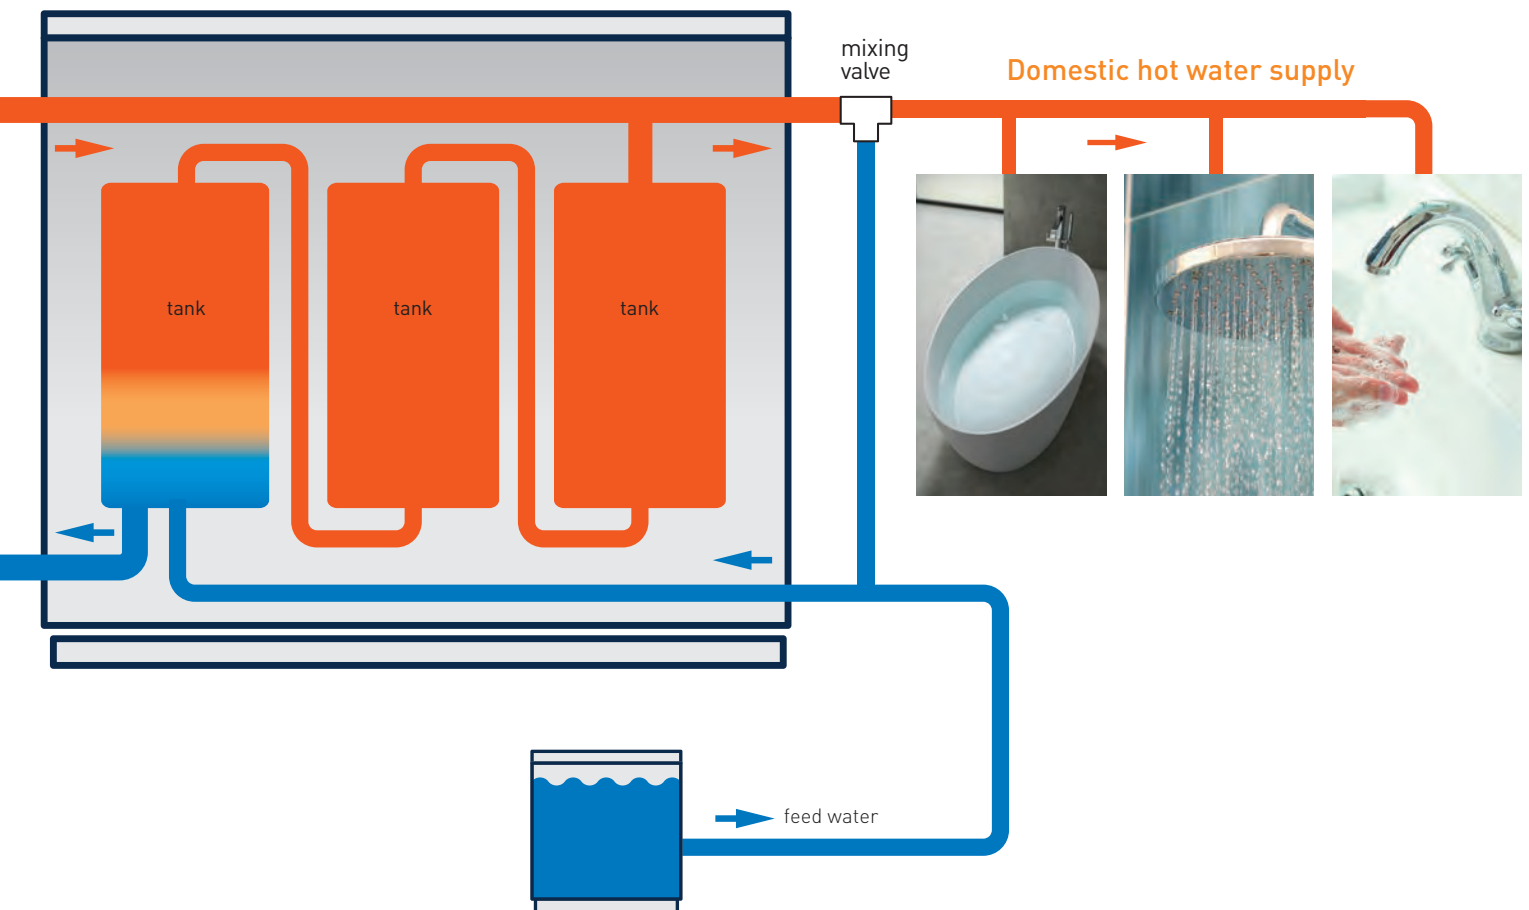 mixing
valve
Domestic hot water supply
tank
tank
tank
feed water